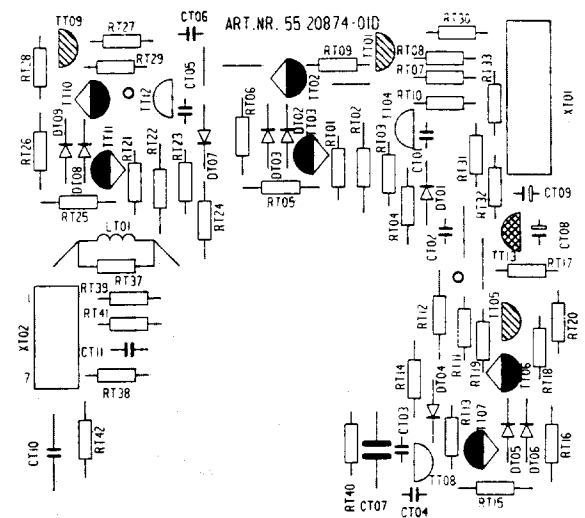 CT06
ART.NR. 55 20874-01D
TT09
RT27
RT29
RT28
TT10
TT12
CT05
RT26
DT09
DT08
TT11
RT21
RT22
RT23
DT07
RT24
RT25
RT06
TT02
RT09
TT01
RT30
RT08
RT07
RT10
RT33
XT01
DT03
DT02
TT03
RT01
RT02
RT03
TT04
CT01
RT05
RT04
DT01
RT31
RT32
CT09
CT02
TT13
CT08
RT17
LT01
RT37
RT39
RT41
1
XT02
7
CT11
RT38
CT10
RT42
RT12
RT11
RT19
TT05
RT20
TT06
RT18
RT14
DT04
RT13
TT07
CT03
RT40
CT07
TT08
CT04
DT05
DT06
RT16
RT15